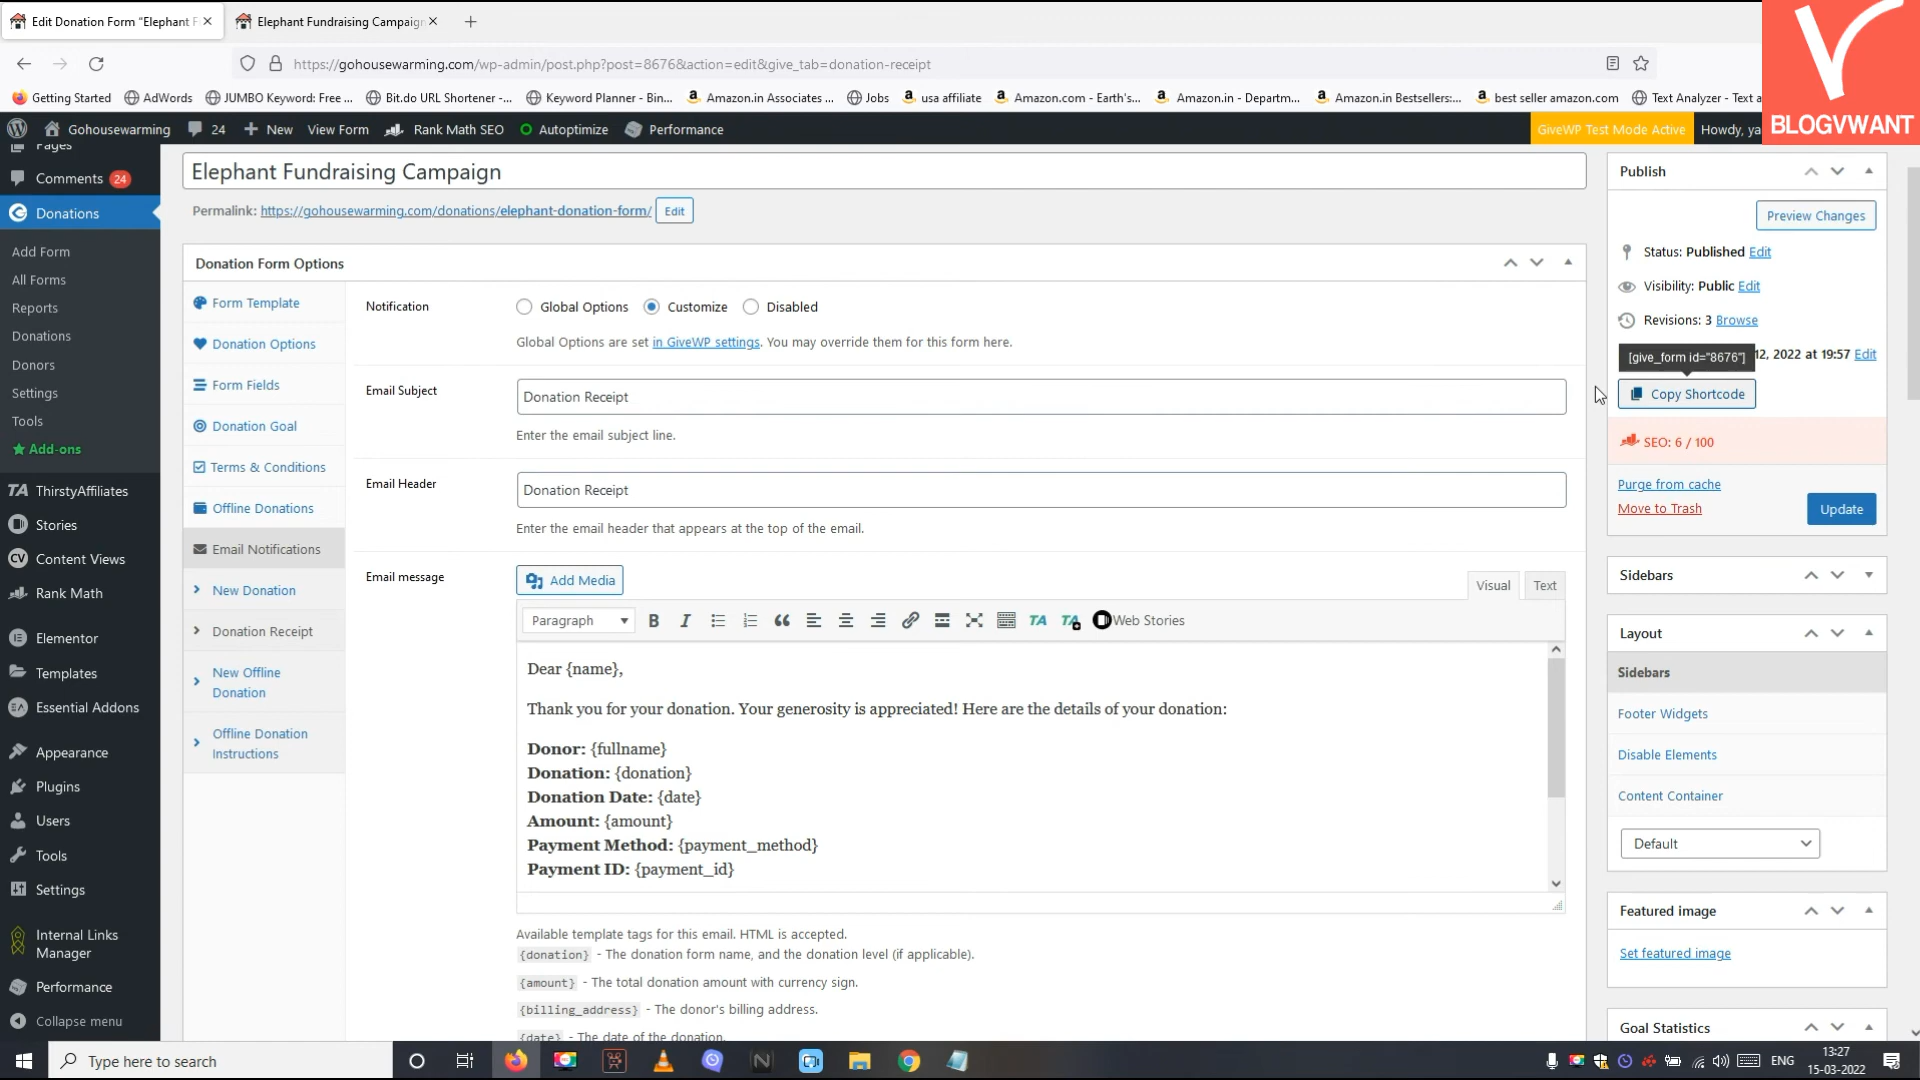 Edit Donation Form "Elephant F
Elephant Fundraising Campaign
https://gohousewarming.com/wp-admin/post.php?post=8676&action=edit&give_tab=donation-receipt
Getting Started
AdWords
JUMBO Keyword: Free ...
Bit.do URL Shortener -...
Keyword Planner - Bin...
Amazon.in Associates ...
Jobs
usa affiliate
Amazon.com - Earth's...
Amazon.in - Departm...
Amazon.in Bestsellers:...
best seller amazon.com
Text Analyzer - Text a
BLOGVWANT
Gohousewarming
24
New
View Form
Rank Math SEO
Autoptimize
Performance
GiveWP Test Mode Active
Howdy, ya
Pages
Comments 24
Donations
Add Form
All Forms
Reports
Donations
Donors
Settings
Tools
Add-ons
TA ThirstyAffiliates
Stories
CV Content Views
Rank Math
Elementor
Templates
Essential Addons
Appearance
Plugins
Users
Tools
Settings
Internal Links
Manager
Performance
Collapse menu
Elephant Fundraising Campaign
Permalink: https://gohousewarming.com/donations/elephant-donation-form/ Edit
Donation Form Options
Form Template
Donation Options
Form Fields
Donation Goal
Terms & Conditions
Offline Donations
Email Notifications
New Donation
Donation Receipt
New Offline
Donation
Offline Donation
Instructions
Notification
Global Options
Customize
Disabled
Global Options are set in GiveWP settings. You may override them for this form here.
Email Subject
Donation Receipt
Enter the email subject line.
Email Header
Donation Receipt
Enter the email header that appears at the top of the email.
Email message
Add Media
Visual
Text
Paragraph
B
I
TA
TA
Web Stories
Dear {name},
Thank you for your donation. Your generosity is appreciated! Here are the details of your donation:
Donor: {fullname}
Donation: {donation}
Donation Date: {date}
Amount: {amount}
Payment Method: {payment_method}
Payment ID: {payment_id}
Available template tags for this email. HTML is accepted.
{donation} - The donation form name, and the donation level (if applicable).
{amount} - The total donation amount with currency sign.
{billing_address} - The donor's billing address.
{date} - The date of the donation.
Publish
Preview Changes
Status: Published Edit
Visibility: Public Edit
Revisions: 3 Browse
[give_form id="8676"]
12, 2022 at 19:57 Edit
Copy Shortcode
SEO: 6 / 100
Purge from cache
Move to Trash
Update
Sidebars
Layout
Sidebars
Footer Widgets
Disable Elements
Content Container
Default
Featured image
Set featured image
Goal Statistics
Type here to search
ENG
13:27
15-03-2022